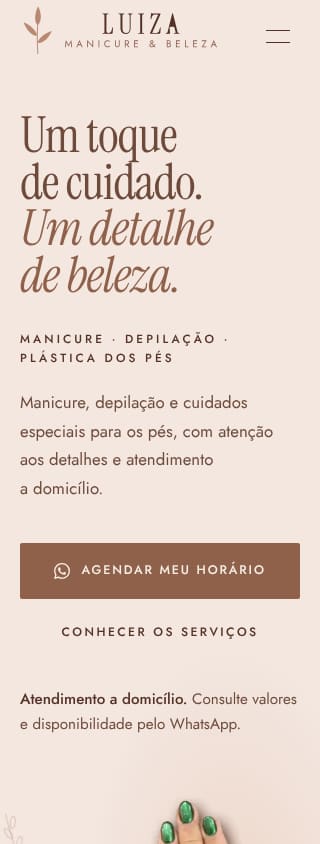 LUIZA
MANICURE & BELEZA
Um toque
de cuidado.
Um detalhe
de beleza.
MANICURE · DEPILAÇÃO ·
PLÁSTICA DOS PÉS
Manicure, depilação e cuidados
especiais para os pés, com atenção
aos detalhes e atendimento
a domicílio.
AGENDAR MEU HORÁRIO
CONHECER OS SERVIÇOS
Atendimento a domicílio. Consulte valores
e disponibilidade pelo WhatsApp.